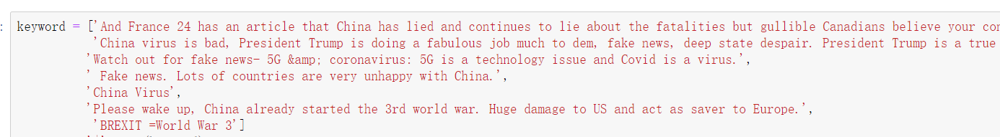 : keyword = ['And France 24 has an article that China has lied and continues to lie about the fatalities but gullible Canadians believe your
' China virus is bad, President Trump is doing a fabulous job much to dem, fake news, deep state despair. President Trump is a true
'Watch out for fake news- 5G &amp; coronavirus: 5G is a technology issue and Covid is a virus.',
' Fake news. Lots of countries are very unhappy with China.',
'China Virus',
'Please wake up, China already started the 3rd world war. Huge damage to US and act as saver to Europe.',
'BREXIT =World War 3']